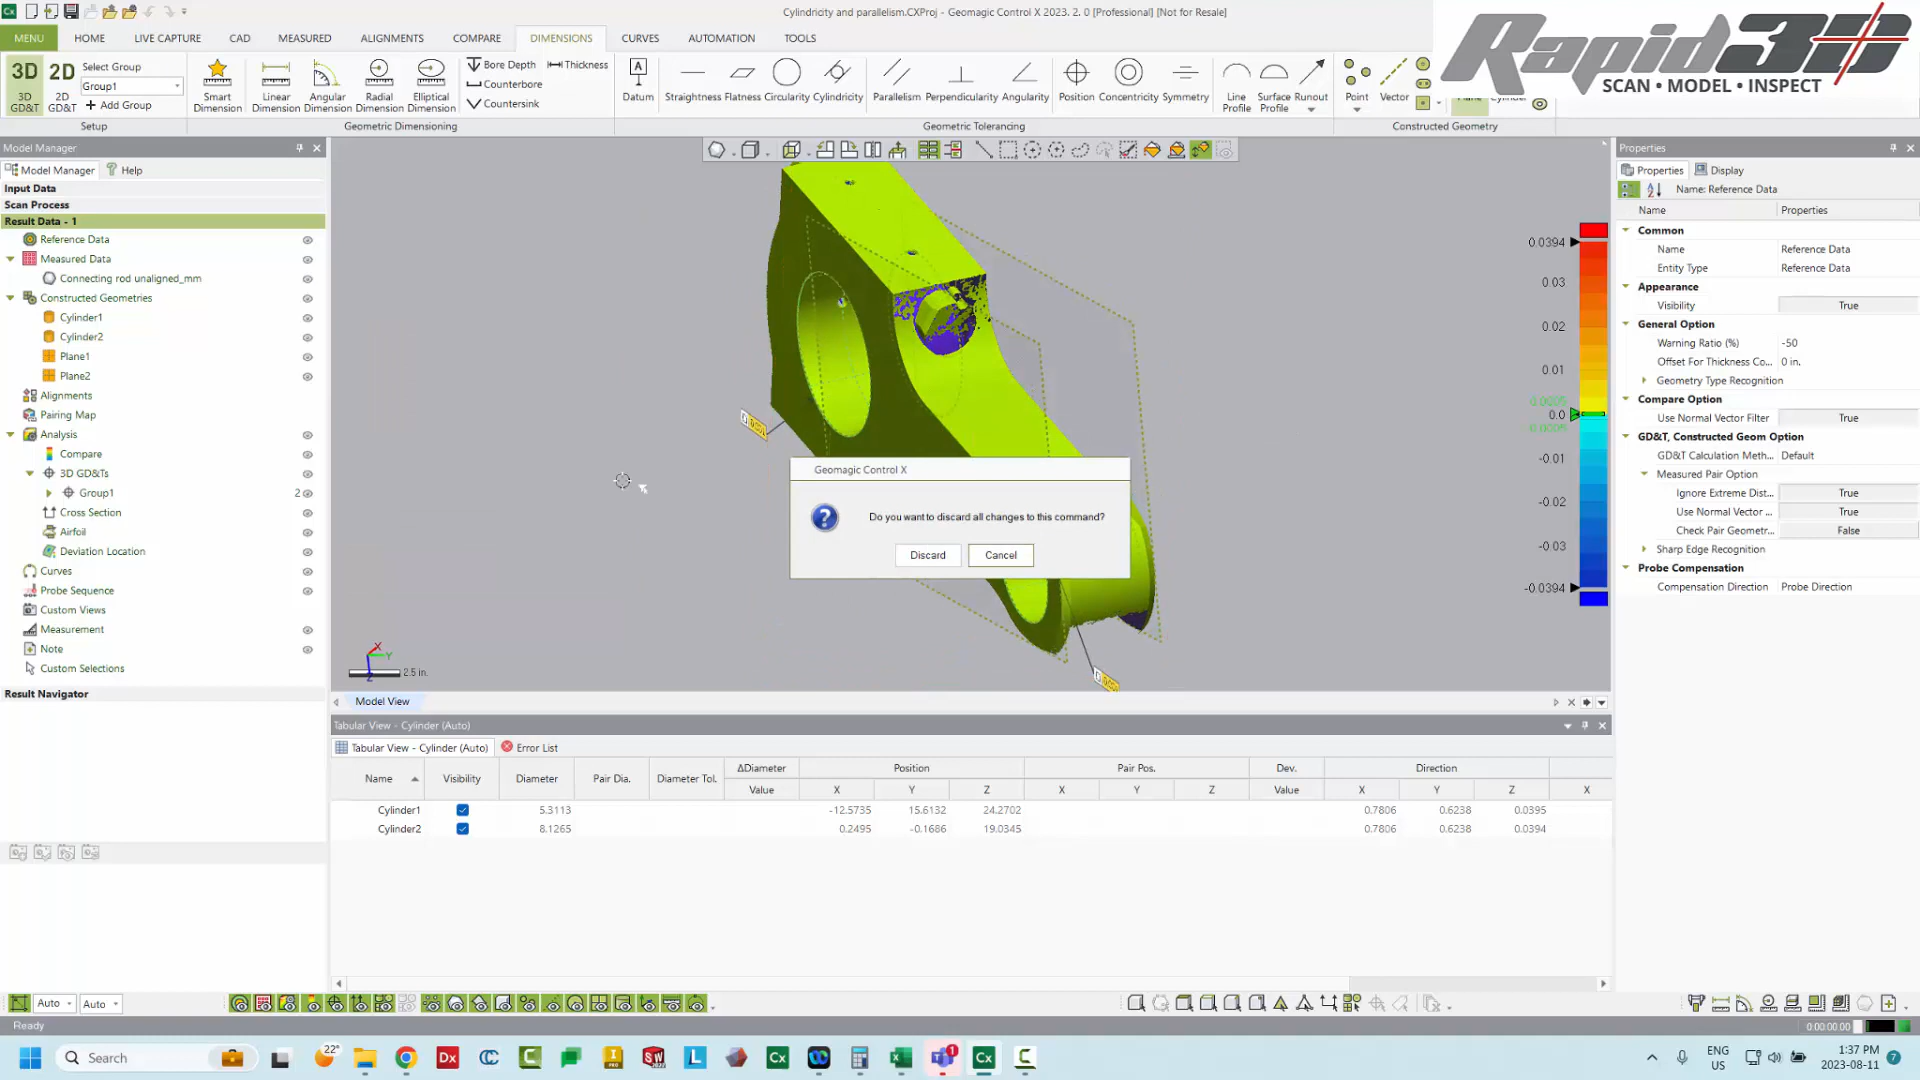 Cylindricity and parallelism.CXProj - Geomagic Control X 2023. 2. 0 [Professional] [Not for Resale]
Rapid3D
SCAN • MODEL • INSPECT
MENU HOME LIVE CAPTURE CAD MEASURED ALIGNMENTS COMPARE DIMENSIONS CURVES AUTOMATION TOOLS
3D GD&T
2D GD&T
Select Group
Group1
Add Group
Setup
Smart Dimension
Linear Dimension
Angular Dimension
Radial Dimension
Elliptical Dimension
Bore Depth
Counterbore
Countersink
Thickness
Geometric Dimensioning
Datum
Straightness
Flatness
Circularity
Cylindricity
Parallelism
Perpendicularity
Angularity
Position
Concentricity
Symmetry
Line Profile
Surface Profile
Runout
Geometric Tolerancing
Point
Vector
Constructed Geometry
Model Manager
Model Manager Help
Input Data
Scan Process
Result Data - 1
Reference Data
Measured Data
Connecting rod unaligned_mm
Constructed Geometries
Cylinder1
Cylinder2
Plane1
Plane2
Alignments
Pairing Map
Analysis
Compare
3D GD&Ts
Group1 2
Cross Section
Airfoil
Deviation Location
Curves
Probe Sequence
Custom Views
Measurement
Note
Custom Selections
Result Navigator
Geomagic Control X
Do you want to discard all changes to this command?
Discard Cancel
X
Y
Z
2.5 in.
0.0394
0.03
0.02
0.01
0.0005
0.0
0.0005
-0.01
-0.02
-0.03
-0.0394
Model View
Tabular View - Cylinder (Auto)
Tabular View - Cylinder (Auto) Error List
Name Visibility Diameter Pair Dia. Diameter Tol. ΔDiameter Position Pair Pos. Dev. Direction
Value X Y Z X Y Z Value X Y Z X
Cylinder1 5.3113 -12.5735 15.6132 24.2702 0.7806 0.6238 0.0395
Cylinder2 8.1265 0.2495 -0.1686 19.0345 0.7806 0.6238 0.0394
Properties
Properties Display
Name: Reference Data
Name Properties
Common
Name Reference Data
Entity Type Reference Data
Appearance
Visibility True
General Option
Warning Ratio (%) -50
Offset For Thickness Co... 0 in.
Geometry Type Recognition
Compare Option
Use Normal Vector Filter True
GD&T, Constructed Geom Option
GD&T Calculation Meth... Default
Measured Pair Option
Ignore Extreme Dist... True
Use Normal Vector ... True
Check Pair Geometr... False
Sharp Edge Recognition
Probe Compensation
Compensation Direction Probe Direction
Auto Auto
Ready
0:00:00:00
Search
22°
ENG
US
1:37 PM
2023-08-11